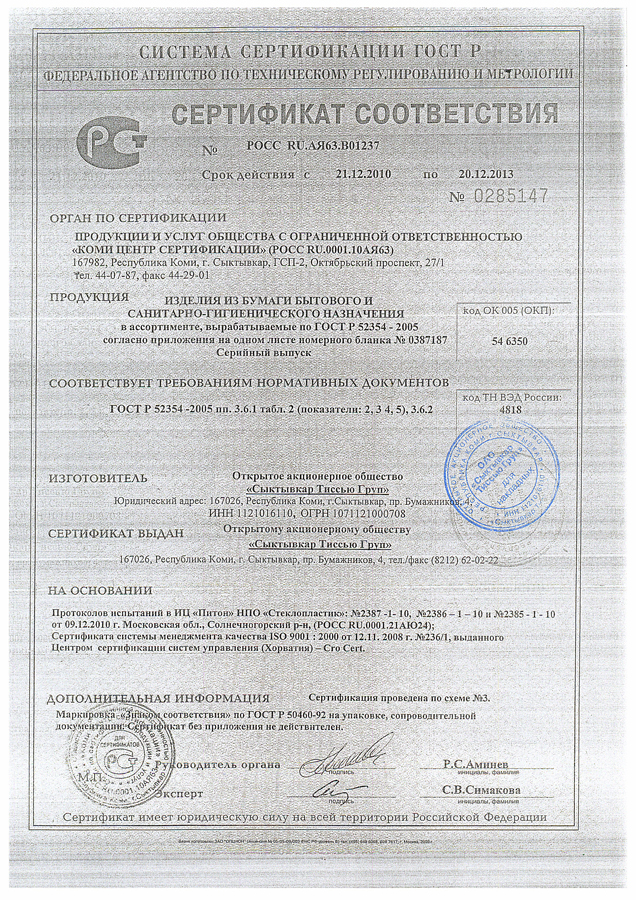 СИСТЕМА СЕРТИФИКАЦИИ ГОСТ Р
ФЕДЕРАЛЬНОЕ АГЕНТСТВО ПО ТЕХНИЧЕСКОМУ РЕГУЛИРОВАНИЮ И МЕТРОЛОГИИ
СЕРТИФИКАТ СООТВЕТСТВИЯ
№ РОСС RU.АЯ63.В01237
Срок действия с 21.12.2010 по 20.12.2013
№ 0285147
ОРГАН ПО СЕРТИФИКАЦИИ
ПРОДУКЦИИ И УСЛУГ ОБЩЕСТВА С ОГРАНИЧЕННОЙ ОТВЕТСТВЕННОСТЬЮ
«КОМИ ЦЕНТР СЕРТИФИКАЦИИ» (РОСС RU.0001.10АЯ63)
167982, Республика Коми, г. Сыктывкар, ГСП-2, Октябрьский проспект, 27/1
Тел. 44-07-87, факс 44-29-01
ПРОДУКЦИЯ
ИЗДЕЛИЯ ИЗ БУМАГИ БЫТОВОГО И
САНИТАРНО-ГИГИЕНИЧЕСКОГО НАЗНАЧЕНИЯ
в ассортименте, вырабатываемые по ГОСТ Р 52354 - 2005
согласно приложения на одном листе номерного бланка № 0387187
Серийный выпуск
код ОК 005 (ОКП):
54 6350
СООТВЕТСТВУЕТ ТРЕБОВАНИЯМ НОРМАТИВНЫХ ДОКУМЕНТОВ
ГОСТ Р 52354 -2005 пп. 3.6.1 табл. 2 (показатели: 2, 3 4, 5), 3.6.2
код ТН ВЭД России:
4818
ОАО
«Сыктывкар
Тиссью Груп»
Для
накладных
ИЗГОТОВИТЕЛЬ
Открытое акционерное общество
«Сыктывкар Тиссью Груп»
Юридический адрес: 167026, Республика Коми, г.Сыктывкар, пр. Бумажников, 4
ИНН 1121016110, ОГРН 1071121000708
СЕРТИФИКАТ ВЫДАН
Открытому акционерному обществу
«Сыктывкар Тиссью Груп»
167026, Республика Коми, г. Сыктывкар, пр. Бумажников, 4, тел./факс (8212) 62-02-22
НА ОСНОВАНИИ
Протоколов испытаний в ИЦ «Питон» НПО «Стеклопластик»: №2387 -1- 10, №2386 – 1 – 10 и №2385 - 1 - 10
от 09.12.2010 г. Московская обл., Солнечногорский р-н, (РОСС RU.0001.21АЮ24);
Сертификата системы менеджмента качества ISO 9001 : 2000 от 12.11. 2008 г. №236/1, выданного
Центром сертификации систем управления (Хорватия) – Cro Cert.
ДОПОЛНИТЕЛЬНАЯ ИНФОРМАЦИЯ
Сертификация проведена по схеме №3.
Маркировка «Знаком соответствия» по ГОСТ Р 50460-92 на упаковке, сопроводительной
документации. Сертификат без приложения не действителен.
ДЛЯ
СЕРТИФИКАТОВ
М.П.
Руководитель органа
подпись
Р.С.Аминев
инициалы, фамилия
Эксперт
подпись
С.В.Симакова
инициалы, фамилия
Сертификат имеет юридическую силу на всей территории Российской Федерации